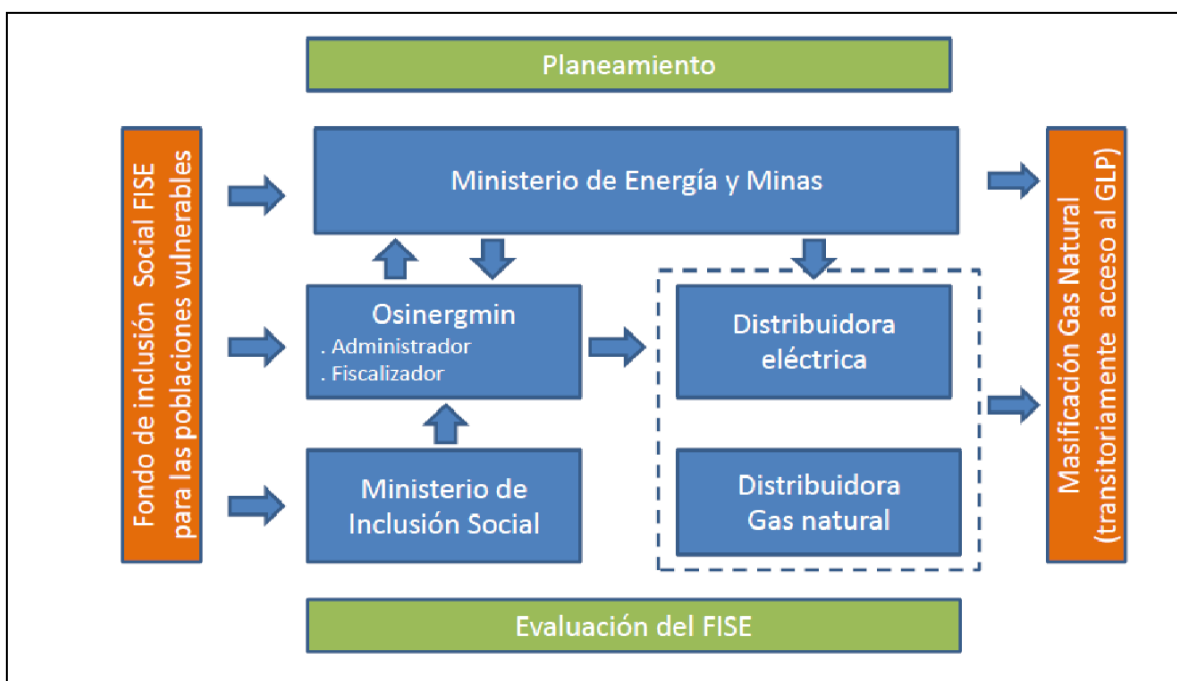 Planeamiento
Fondo de inclusión Social FISE
para las poblaciones vulnerables
Ministerio de Energía y Minas
Osinergmin
. Administrador
. Fiscalizador
Distribuidora
eléctrica
Ministerio de
Inclusión Social
Distribuidora
Gas natural
Masificación Gas Natural
(transitoriamente acceso al GLP)
Evaluación del FISE